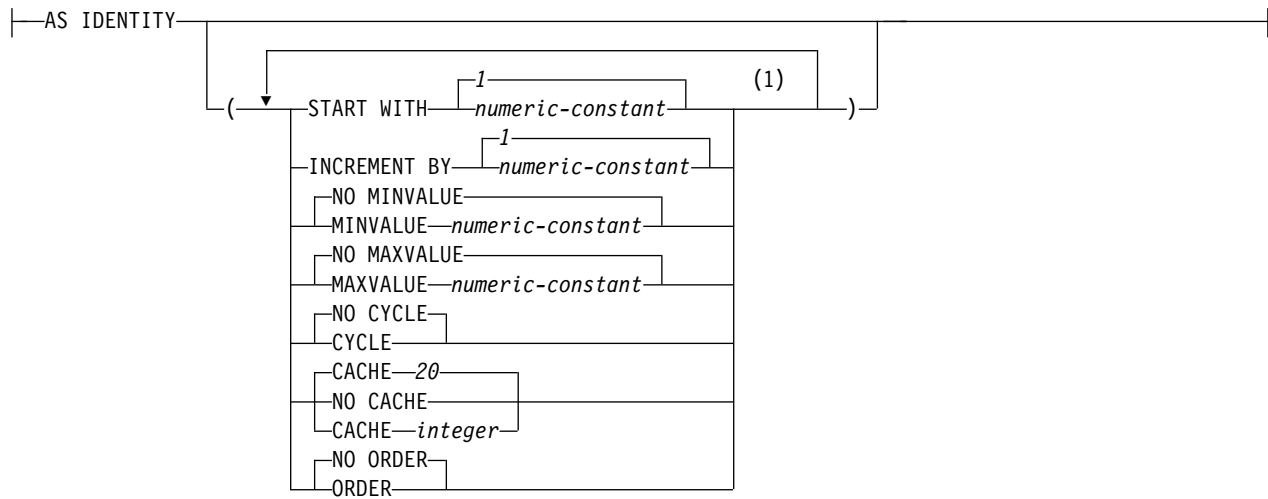 AS IDENTITY
1 (1)
( START WITH numeric-constant )
1
INCREMENT BY numeric-constant
NO MINVALUE
MINVALUE numeric-constant
NO MAXVALUE
MAXVALUE numeric-constant
NO CYCLE
CYCLE
CACHE 20
NO CACHE
CACHE integer
NO ORDER
ORDER